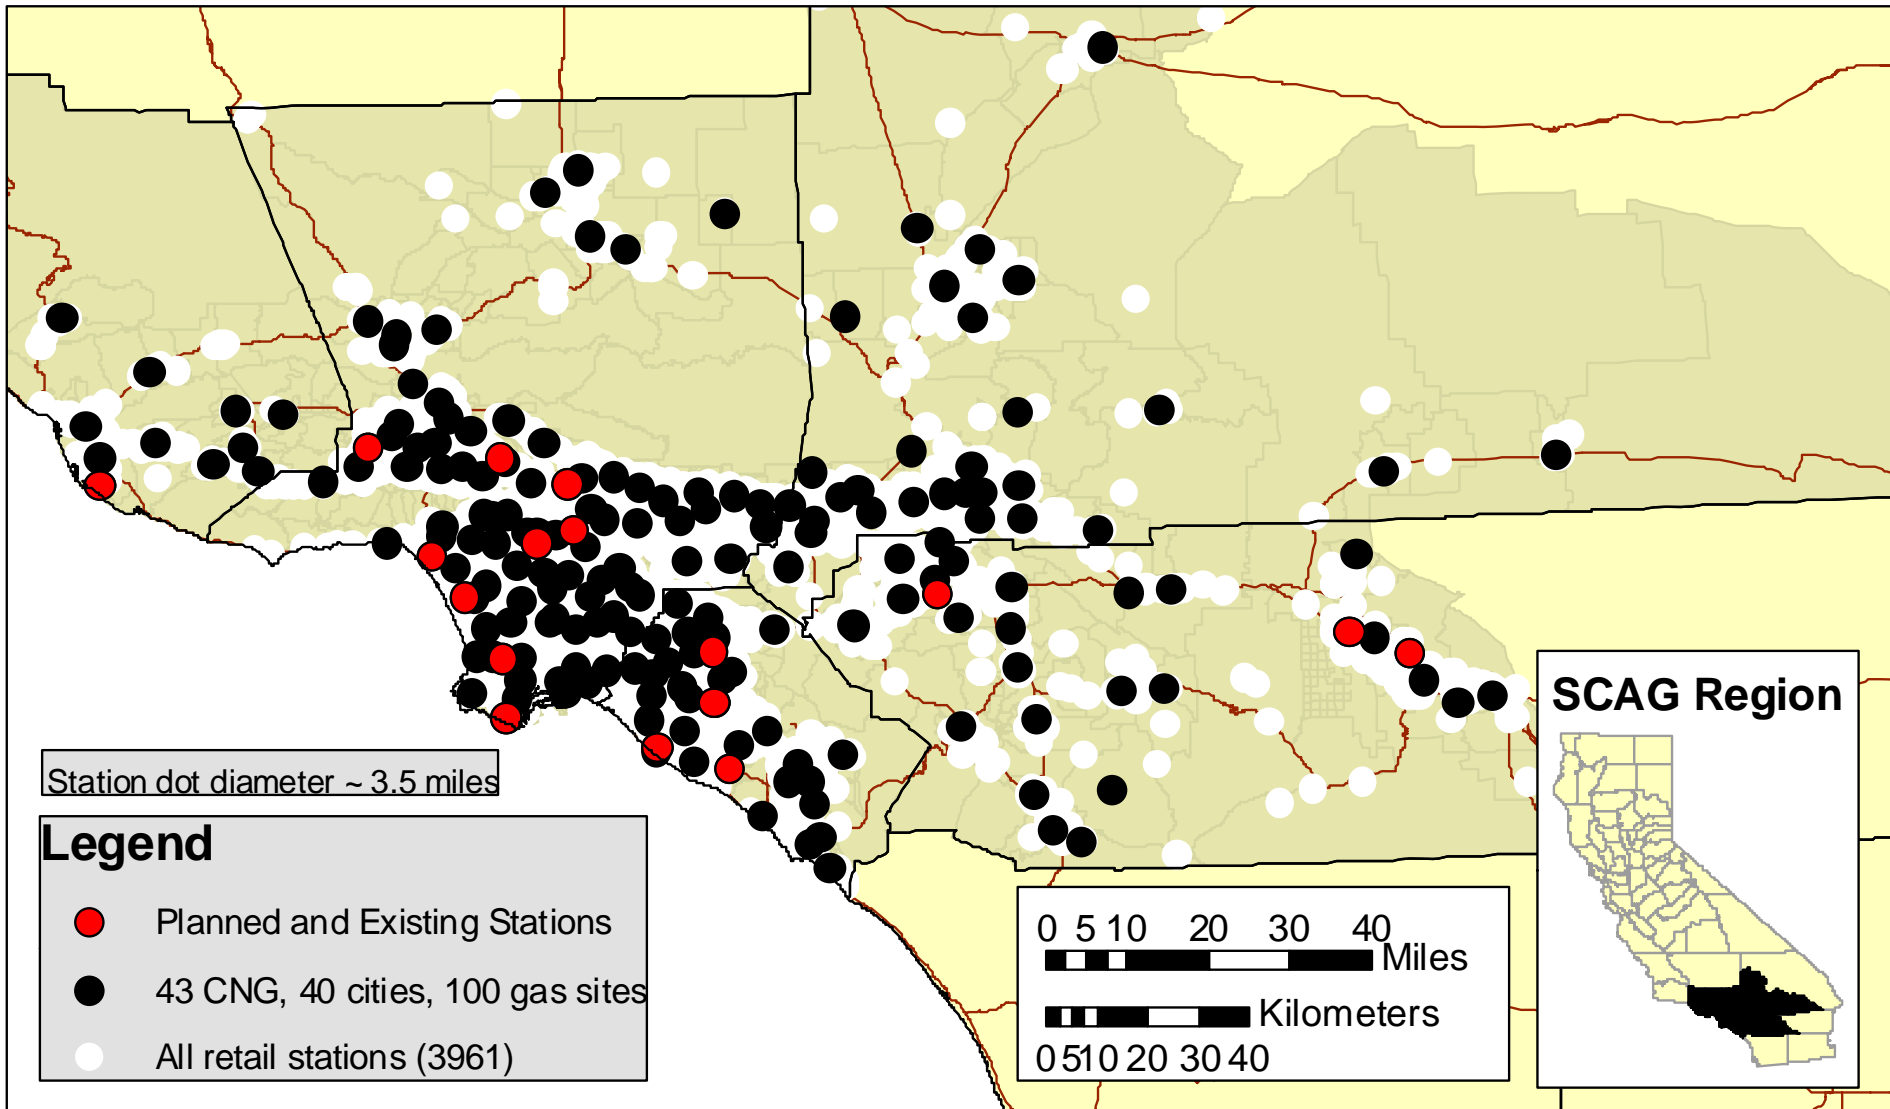 SCAG Region
Station dot diameter ~ 3.5 miles
Legend
Planned and Existing Stations
43 CNG, 40 cities, 100 gas sites
All retail stations (3961)
0 5 10 20 30 40
Miles
Kilometers
0 5 10 20 30 40